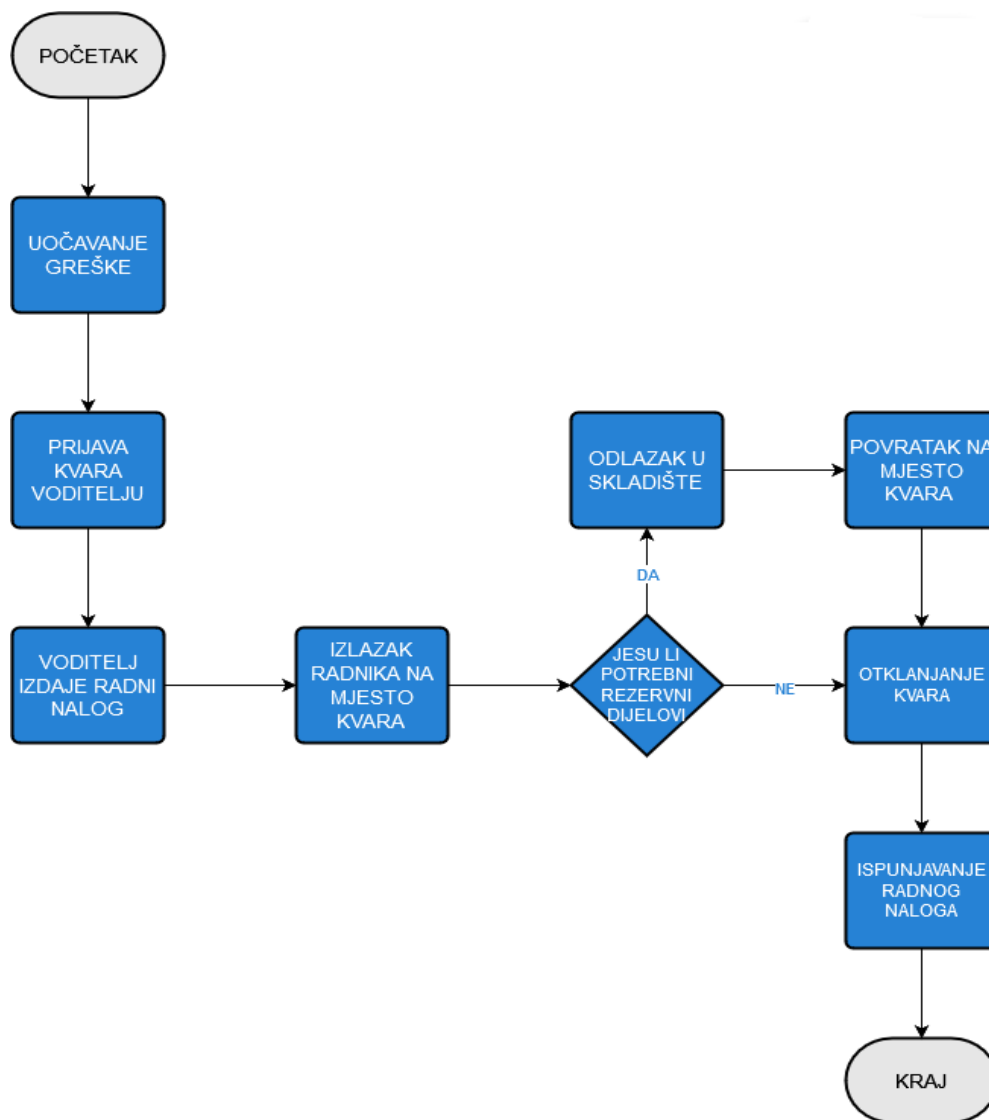 POČETAK
UOČAVANJE
GREŠKE
PRIJAVA
KVARA
VODITELJU
VODITELJ
IZDAJE RADNI
NALOG
IZLAZAK
RADNIKA NA
MJESTO
KVARA
JESU LI
POTREBNI
REZERVNI
DIJELOVI
DA
ODLAZAK U
SKLADIŠTE
POVRATAK NA
MJESTO
KVARA
NE
OTKLANJANJE
KVARA
ISPUNJAVANJE
RADNOG
NALOGA
KRAJ